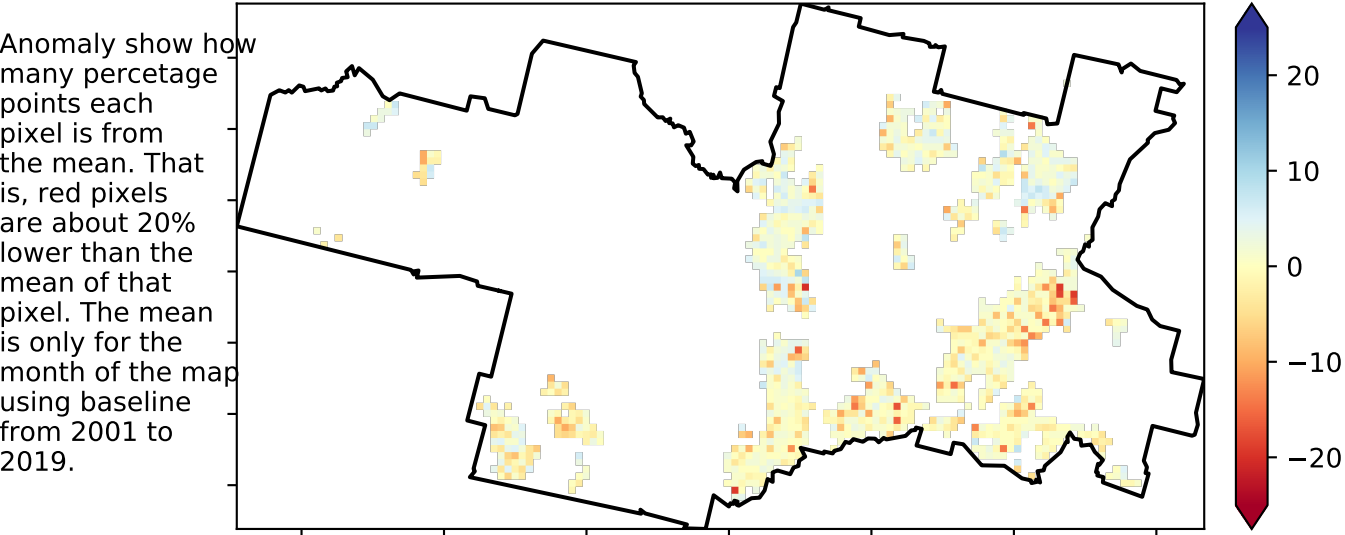 Anomaly show how
many percetage
points each
pixel is from
the mean. That
is, red pixels
are about 20%
lower than the
mean of that
pixel. The mean
is only for the
month of the map
using baseline
from 2001 to
2019.
20
10
0
−10
−20